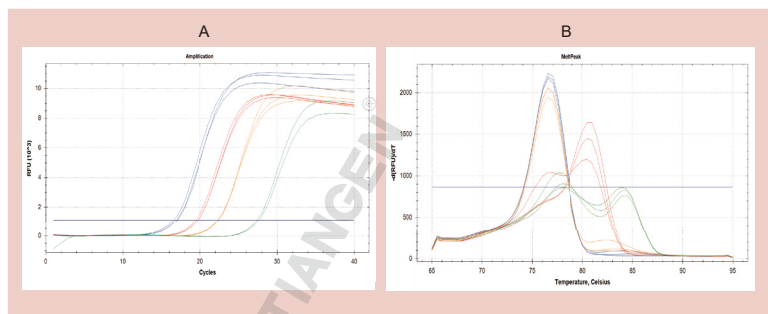 A
Amplification
RFU (10^3)
10
8
6
4
2
0
0
10
20
30
40
Cycles
B
MeltPeak
-d(RFU)/dT
2000
1500
1000
500
0
65
70
75
80
85
90
95
Temperature, Celsius
TIANGEN